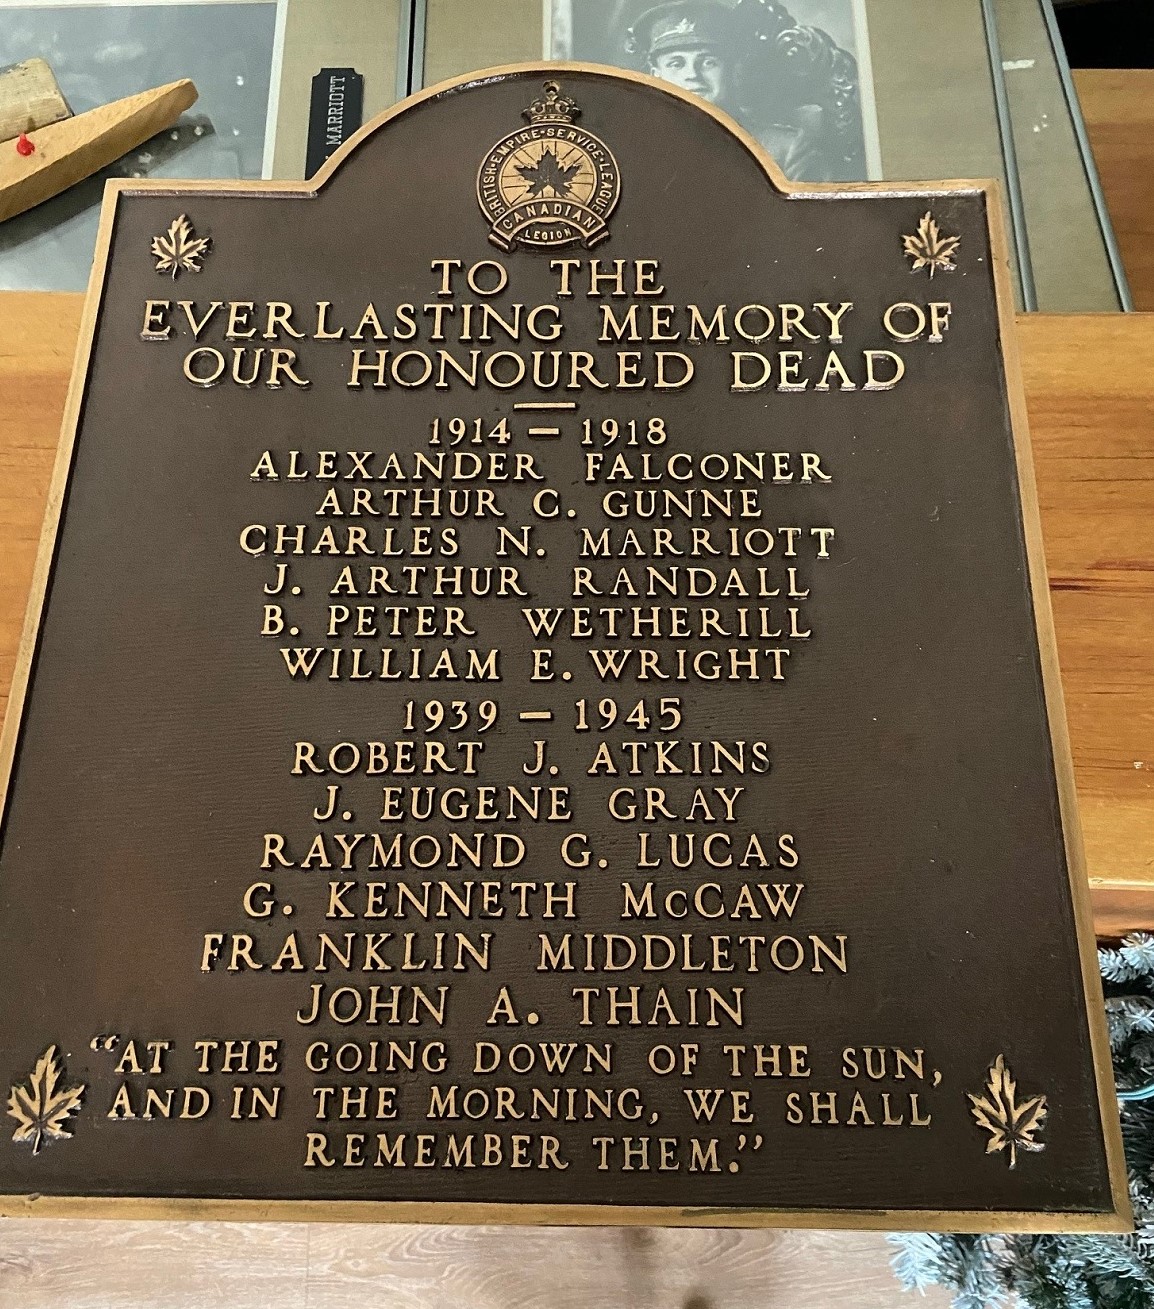 MARRIOTT
BRITISH·EMPIRE·SERVICE·LEAGUE
CANADIAN
LEGION
TO THE
EVERLASTING MEMORY OF
OUR HONOURED DEAD
1914 — 1918
ALEXANDER FALCONER
ARTHUR C. GUNNE
CHARLES N. MARRIOTT
J. ARTHUR RANDALL
B. PETER WETHERILL
WILLIAM E. WRIGHT
1939 — 1945
ROBERT J. ATKINS
J. EUGENE GRAY
RAYMOND G. LUCAS
G. KENNETH McCAW
FRANKLIN MIDDLETON
JOHN A. THAIN
“AT THE GOING DOWN OF THE SUN,
AND IN THE MORNING, WE SHALL
REMEMBER THEM.”